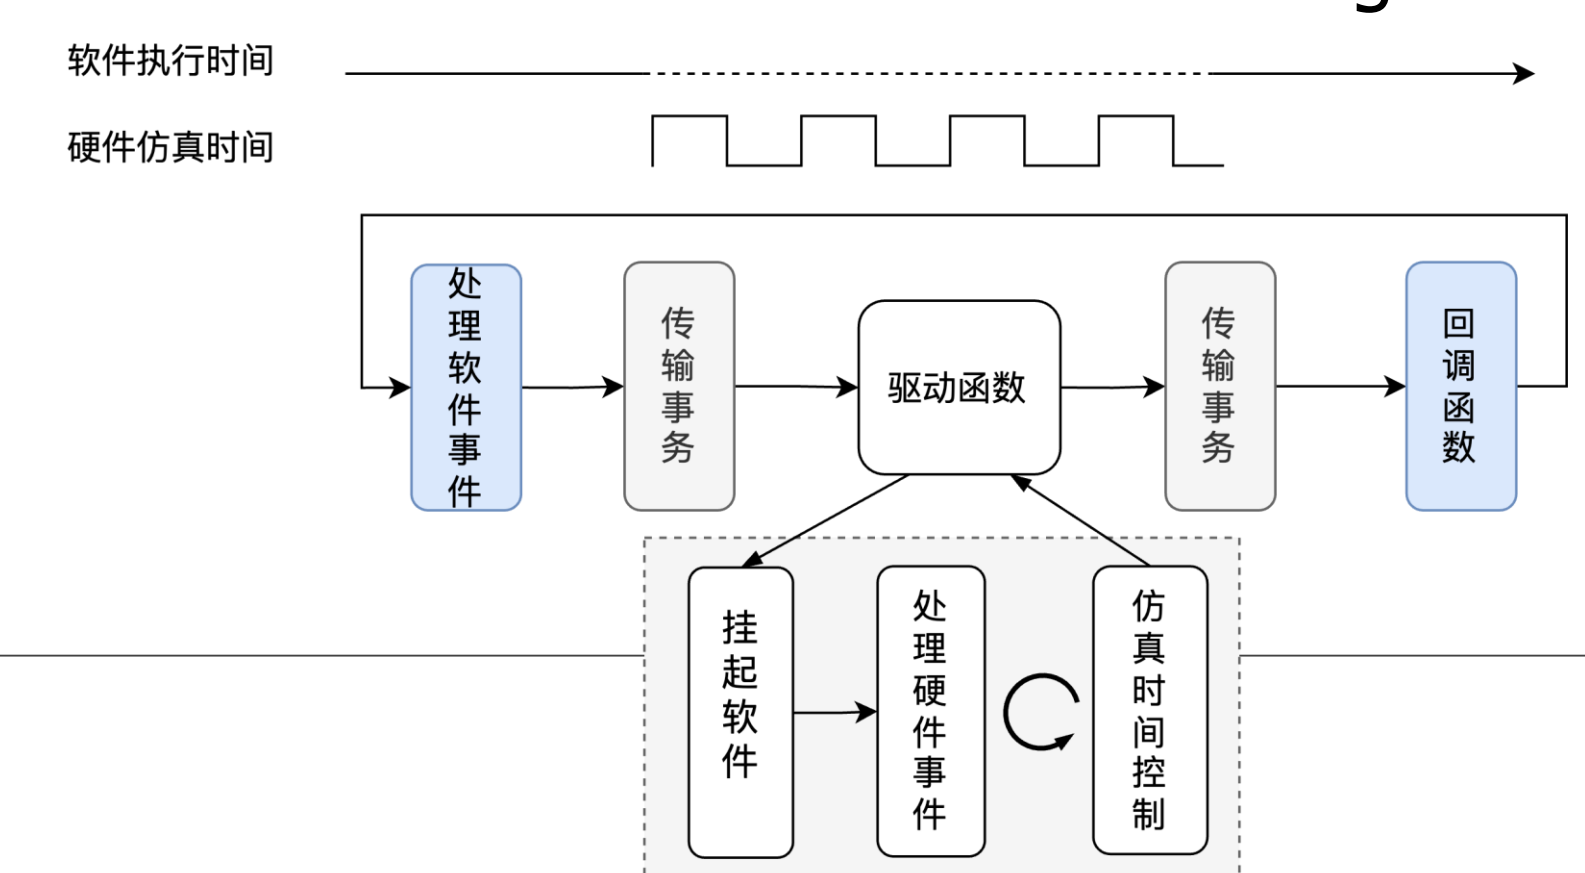 软件执行时间
硬件仿真时间
处理软件事件
传输事务
驱动函数
传输事务
回调函数
挂起软件
处理硬件事件
仿真时间控制